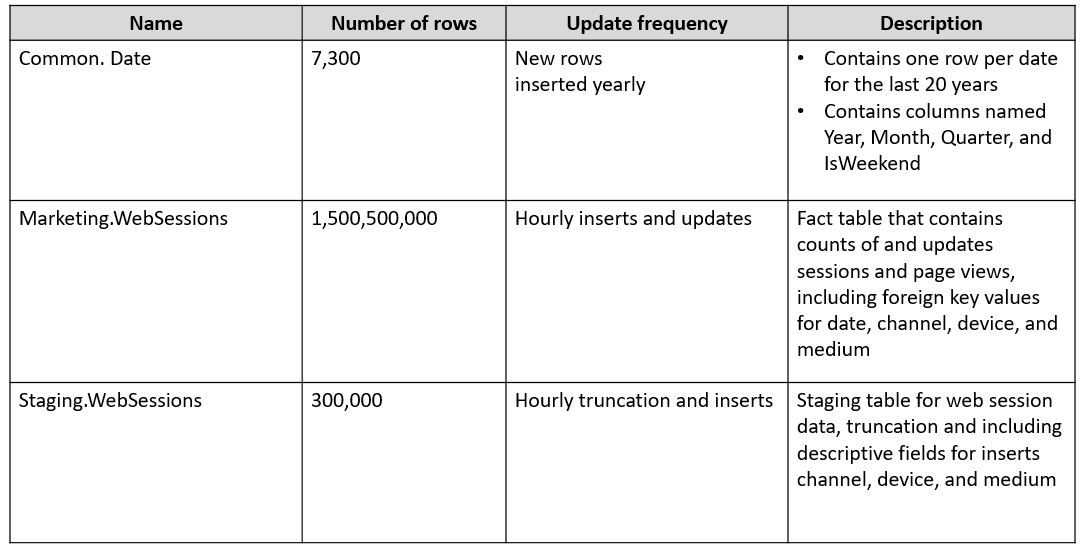 Name Number of rows Update frequency Description
Common. Date 7,300 New rows • Contains one row per date
inserted yearly for the last 20 years
• Contains columns named
Year, Month, Quarter, and
IsWeekend
Marketing.WebSessions 1,500,500,000 Hourly inserts and updates Fact table that contains
counts of and updates
sessions and page views,
including foreign key values
for date, channel, device, and
medium
Staging.WebSessions 300,000 Hourly truncation and inserts Staging table for web session
data, truncation and including
descriptive fields for inserts
channel, device, and medium